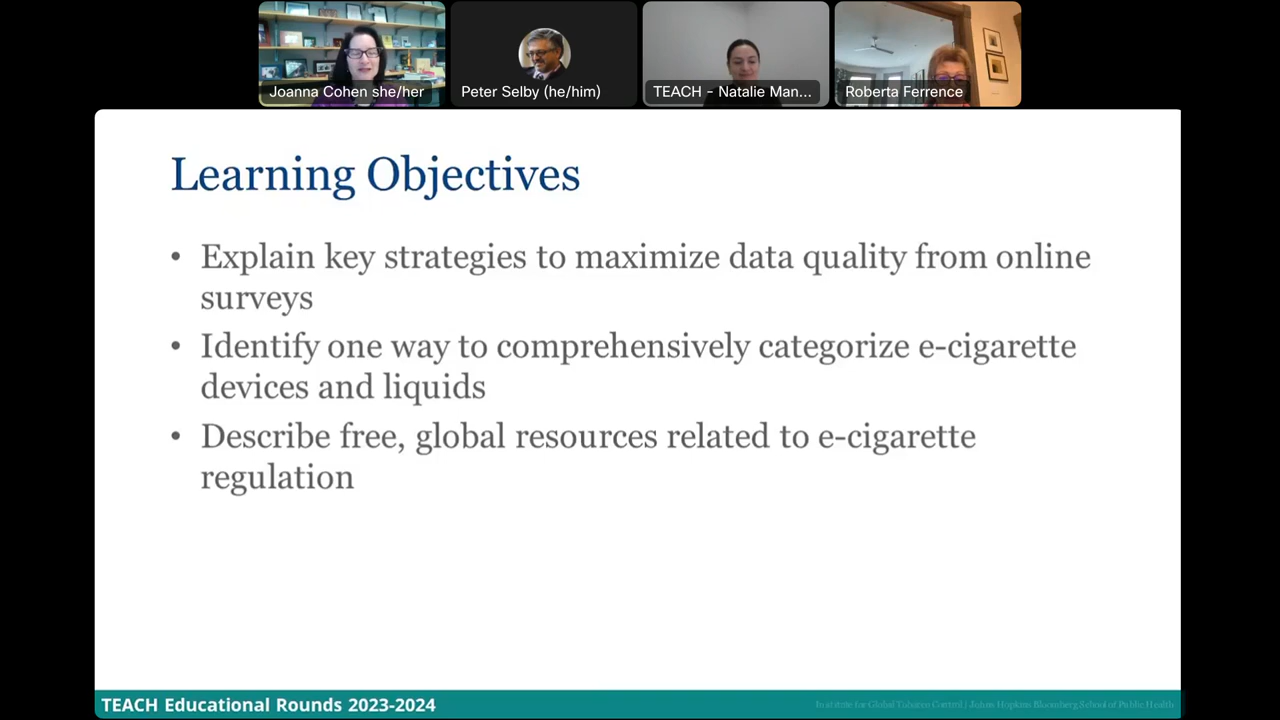 Joanna Cohen she/her
Peter Selby (he/him)
TEACH - Natalie Man...
Roberta Ferrence
Learning Objectives
• Explain key strategies to maximize data quality from online
surveys
• Identify one way to comprehensively categorize e-cigarette
devices and liquids
• Describe free, global resources related to e-cigarette
regulation
TEACH Educational Rounds 2023-2024
Institute for Global Tobacco Control | Johns Hopkins Bloomberg School of Public Health